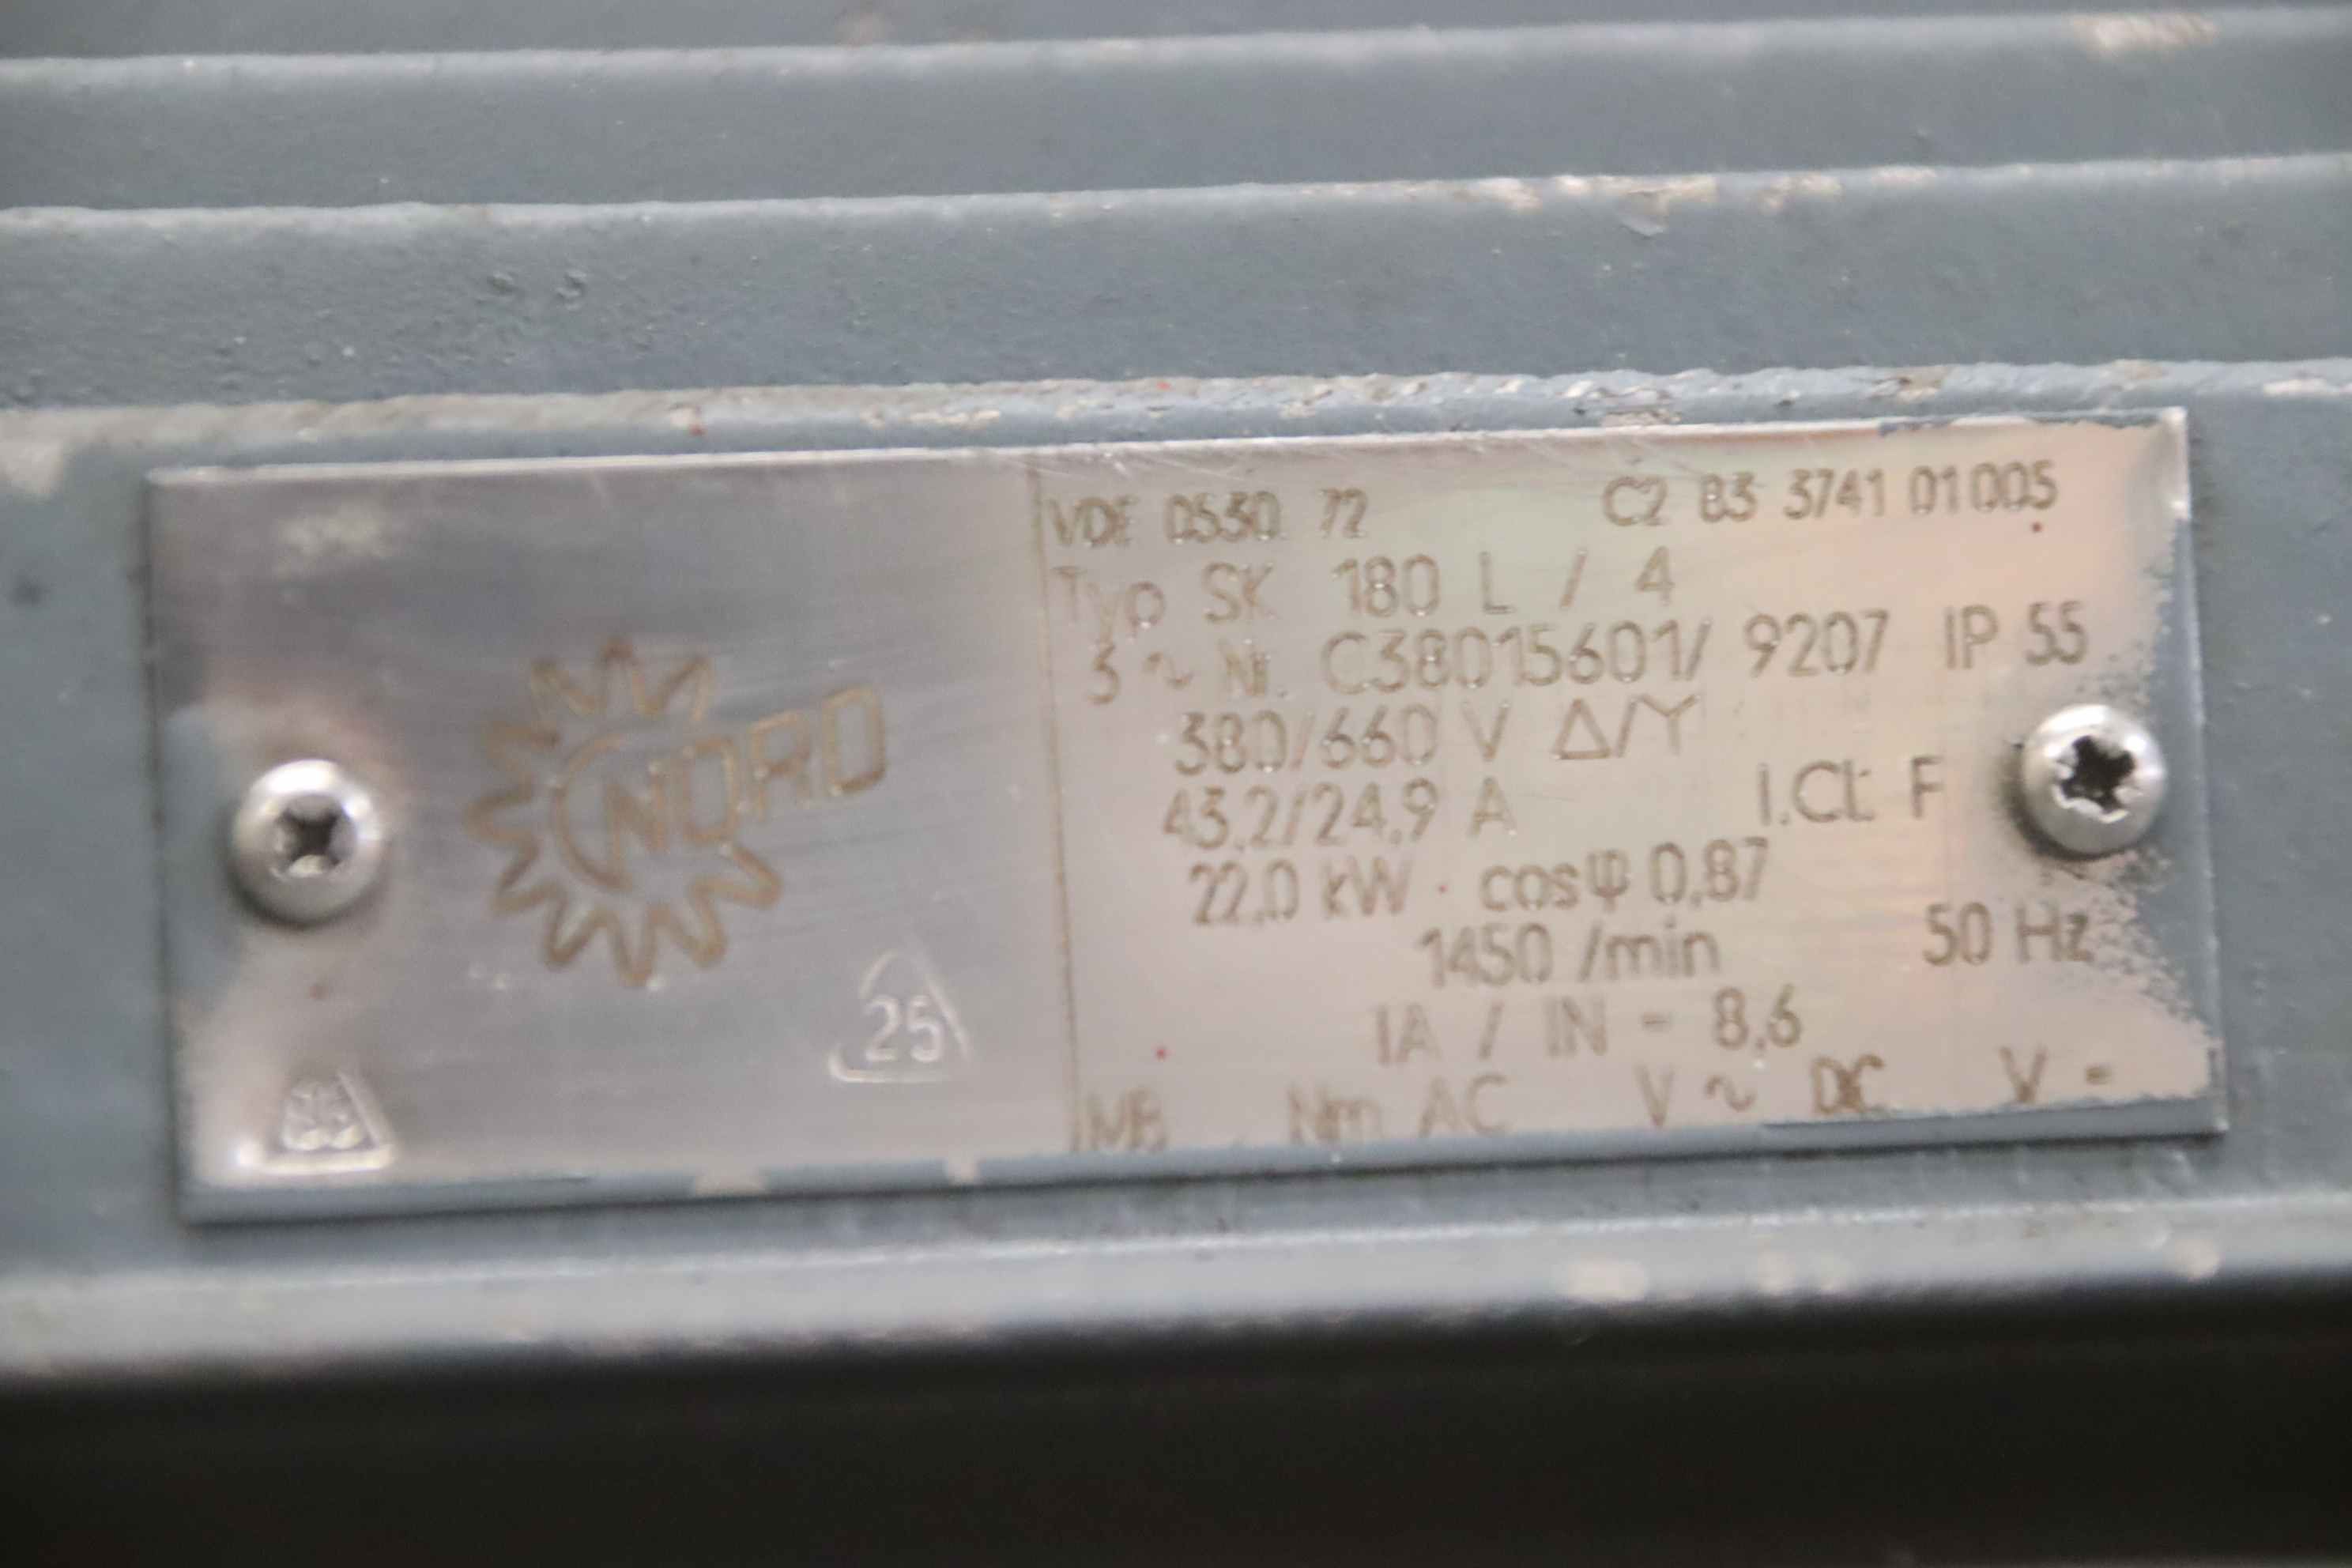 NORD
25
VDE 0530. 72 C2 83 3741 01005
Typ SK 180 L / 4
3 ~ Nr. C38015601/ 9207 IP 55
380/660 V Δ/Y
43,2/24,9 A I.Cl: F
22,0 kW cosφ 0,87
1450 /min 50 Hz
IA / IN - 8,6
MB Nm AC V ~ DC V =